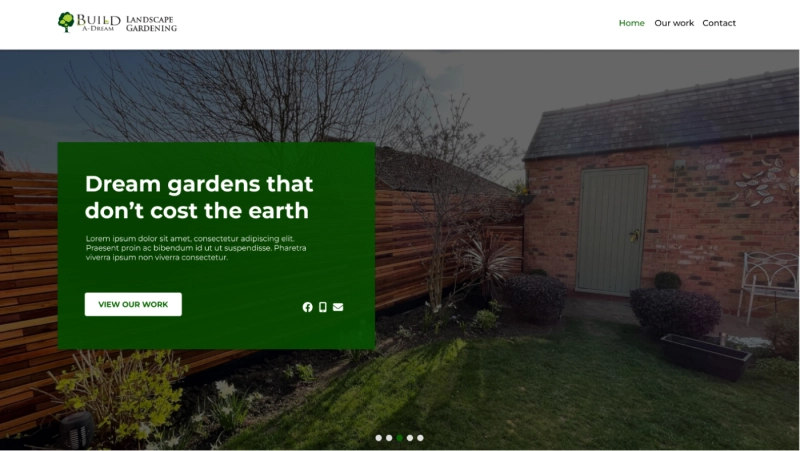 BUILD LANDSCAPE
A-DREAM GARDENING
Home Our work Contact
Dream gardens that
don’t cost the earth
Lorem ipsum dolor sit amet, consectetur adipiscing elit.
Praesent proin ac bibendum id ut ut suspendisse. Pharetra
viverra ipsum non viverra consectetur.
VIEW OUR WORK